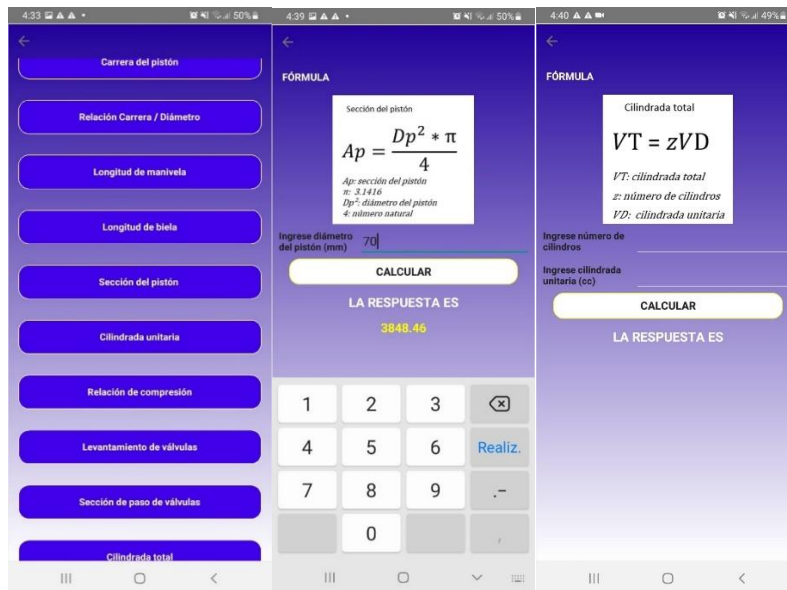 4:33
50%
Carrera del pistón
Relación Carrera / Diámetro
Longitud de manivela
Longitud de biela
Sección del pistón
Cilindrada unitaria
Relación de compresión
Levantamiento de válvulas
Sección de paso de válvulas
Cilindrada total
4:39
50%
FÓRMULA
Sección del pistón
Ap = Dp² * π / 4
Ap: sección del pistón
π: 3.1416
Dp²: diámetro del pistón
4: número natural
Ingrese diámetro
del pistón (mm)
70
CALCULAR
LA RESPUESTA ES
3848.46
1 2 3
4 5 6 Realiz.
7 8 9 .-
0 ,
4:40
49%
FÓRMULA
Cilindrada total
VT = zVD
VT: cilindrada total
z: número de cilindros
VD: cilindrada unitaria
Ingrese número de
cilindros
Ingrese cilindrada
unitaria (cc)
CALCULAR
LA RESPUESTA ES